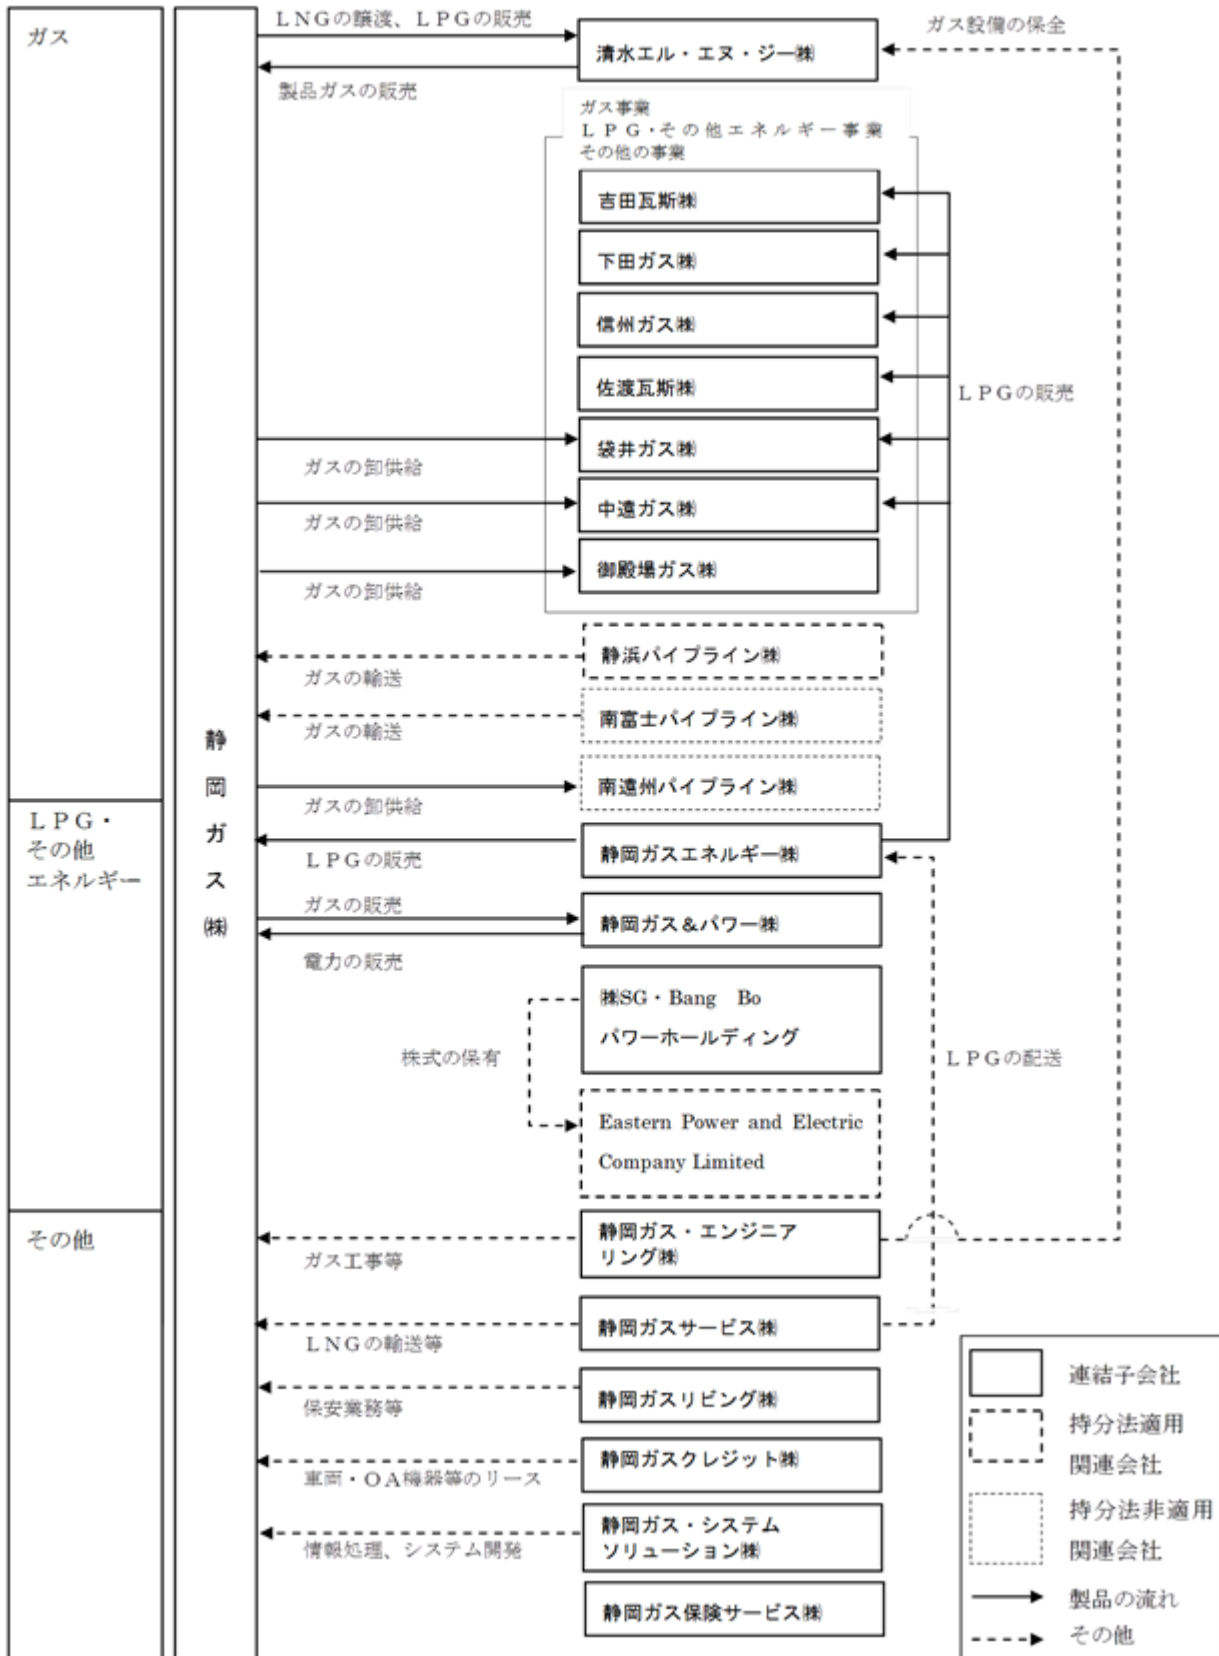 ガス
LNGの譲渡、LPGの販売
清水エル・エヌ・ジー㈱
ガス設備の保全
製品ガスの販売
ガス事業
LPG・その他エネルギー事業
その他の事業
吉田瓦斯㈱
下田ガス㈱
信州ガス㈱
佐渡瓦斯㈱
LPGの販売
袋井ガス㈱
ガスの卸供給
中遠ガス㈱
ガスの卸供給
御殿場ガス㈱
ガスの卸供給
静浜パイプライン㈱
ガスの輸送
南富士パイプライン㈱
ガスの輸送
静岡ガス㈱
南遠州パイプライン㈱
ガスの卸供給
LPG・
その他
エネルギー
静岡ガスエネルギー㈱
LPGの販売
ガスの販売
静岡ガス&パワー㈱
電力の販売
㈱SG・Bang Bo
パワーホールディング
株式の保有
LPGの配送
Eastern Power and Electric
Company Limited
その他
静岡ガス・エンジニア
リング㈱
ガス工事等
静岡ガスサービス㈱
LNGの輸送等
静岡ガスリビング㈱
保安業務等
静岡ガスクレジット㈱
車両・OA機器等のリース
静岡ガス・システム
ソリューション㈱
情報処理、システム開発
静岡ガス保険サービス㈱
連結子会社
持分法適用
関連会社
持分法非適用
関連会社
製品の流れ
その他